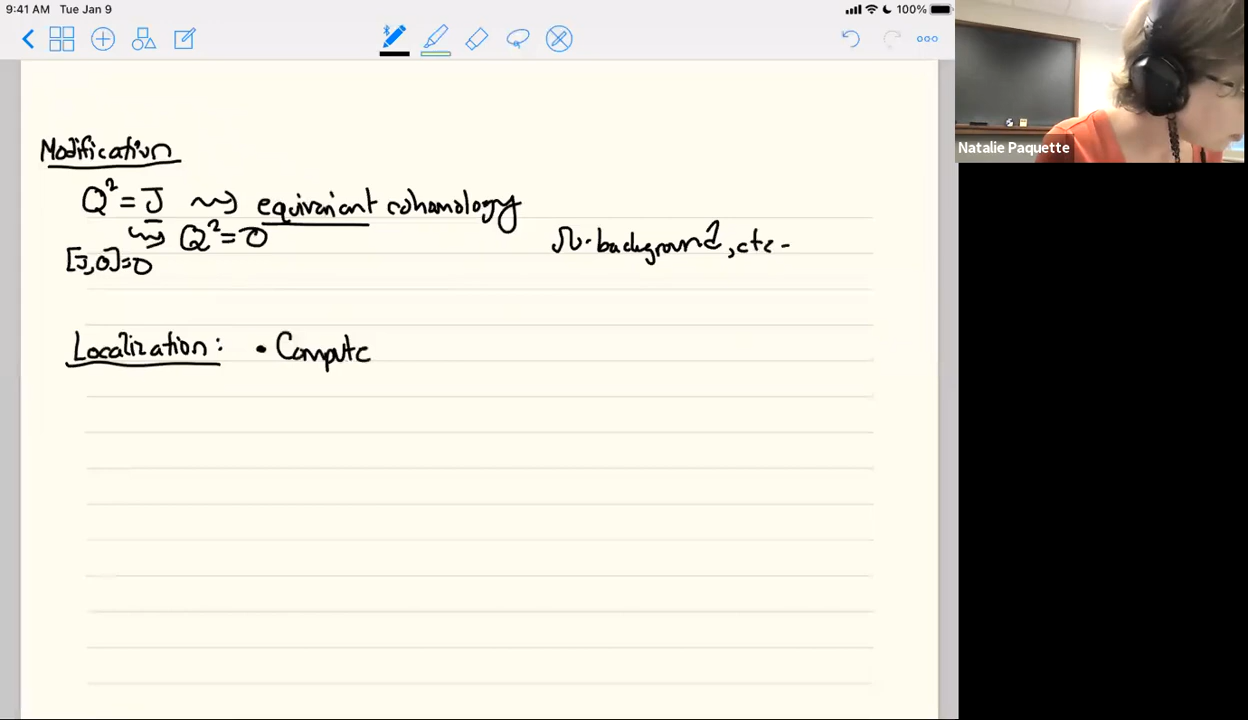 9:41 AM Tue Jan 9
100%
Natalie Paquette
Modification
Q² = J ⇝ equivariant cohomology
⇝ Q² = 0
[J,O]=0
Ω-background, etc -
Localization: • Compute